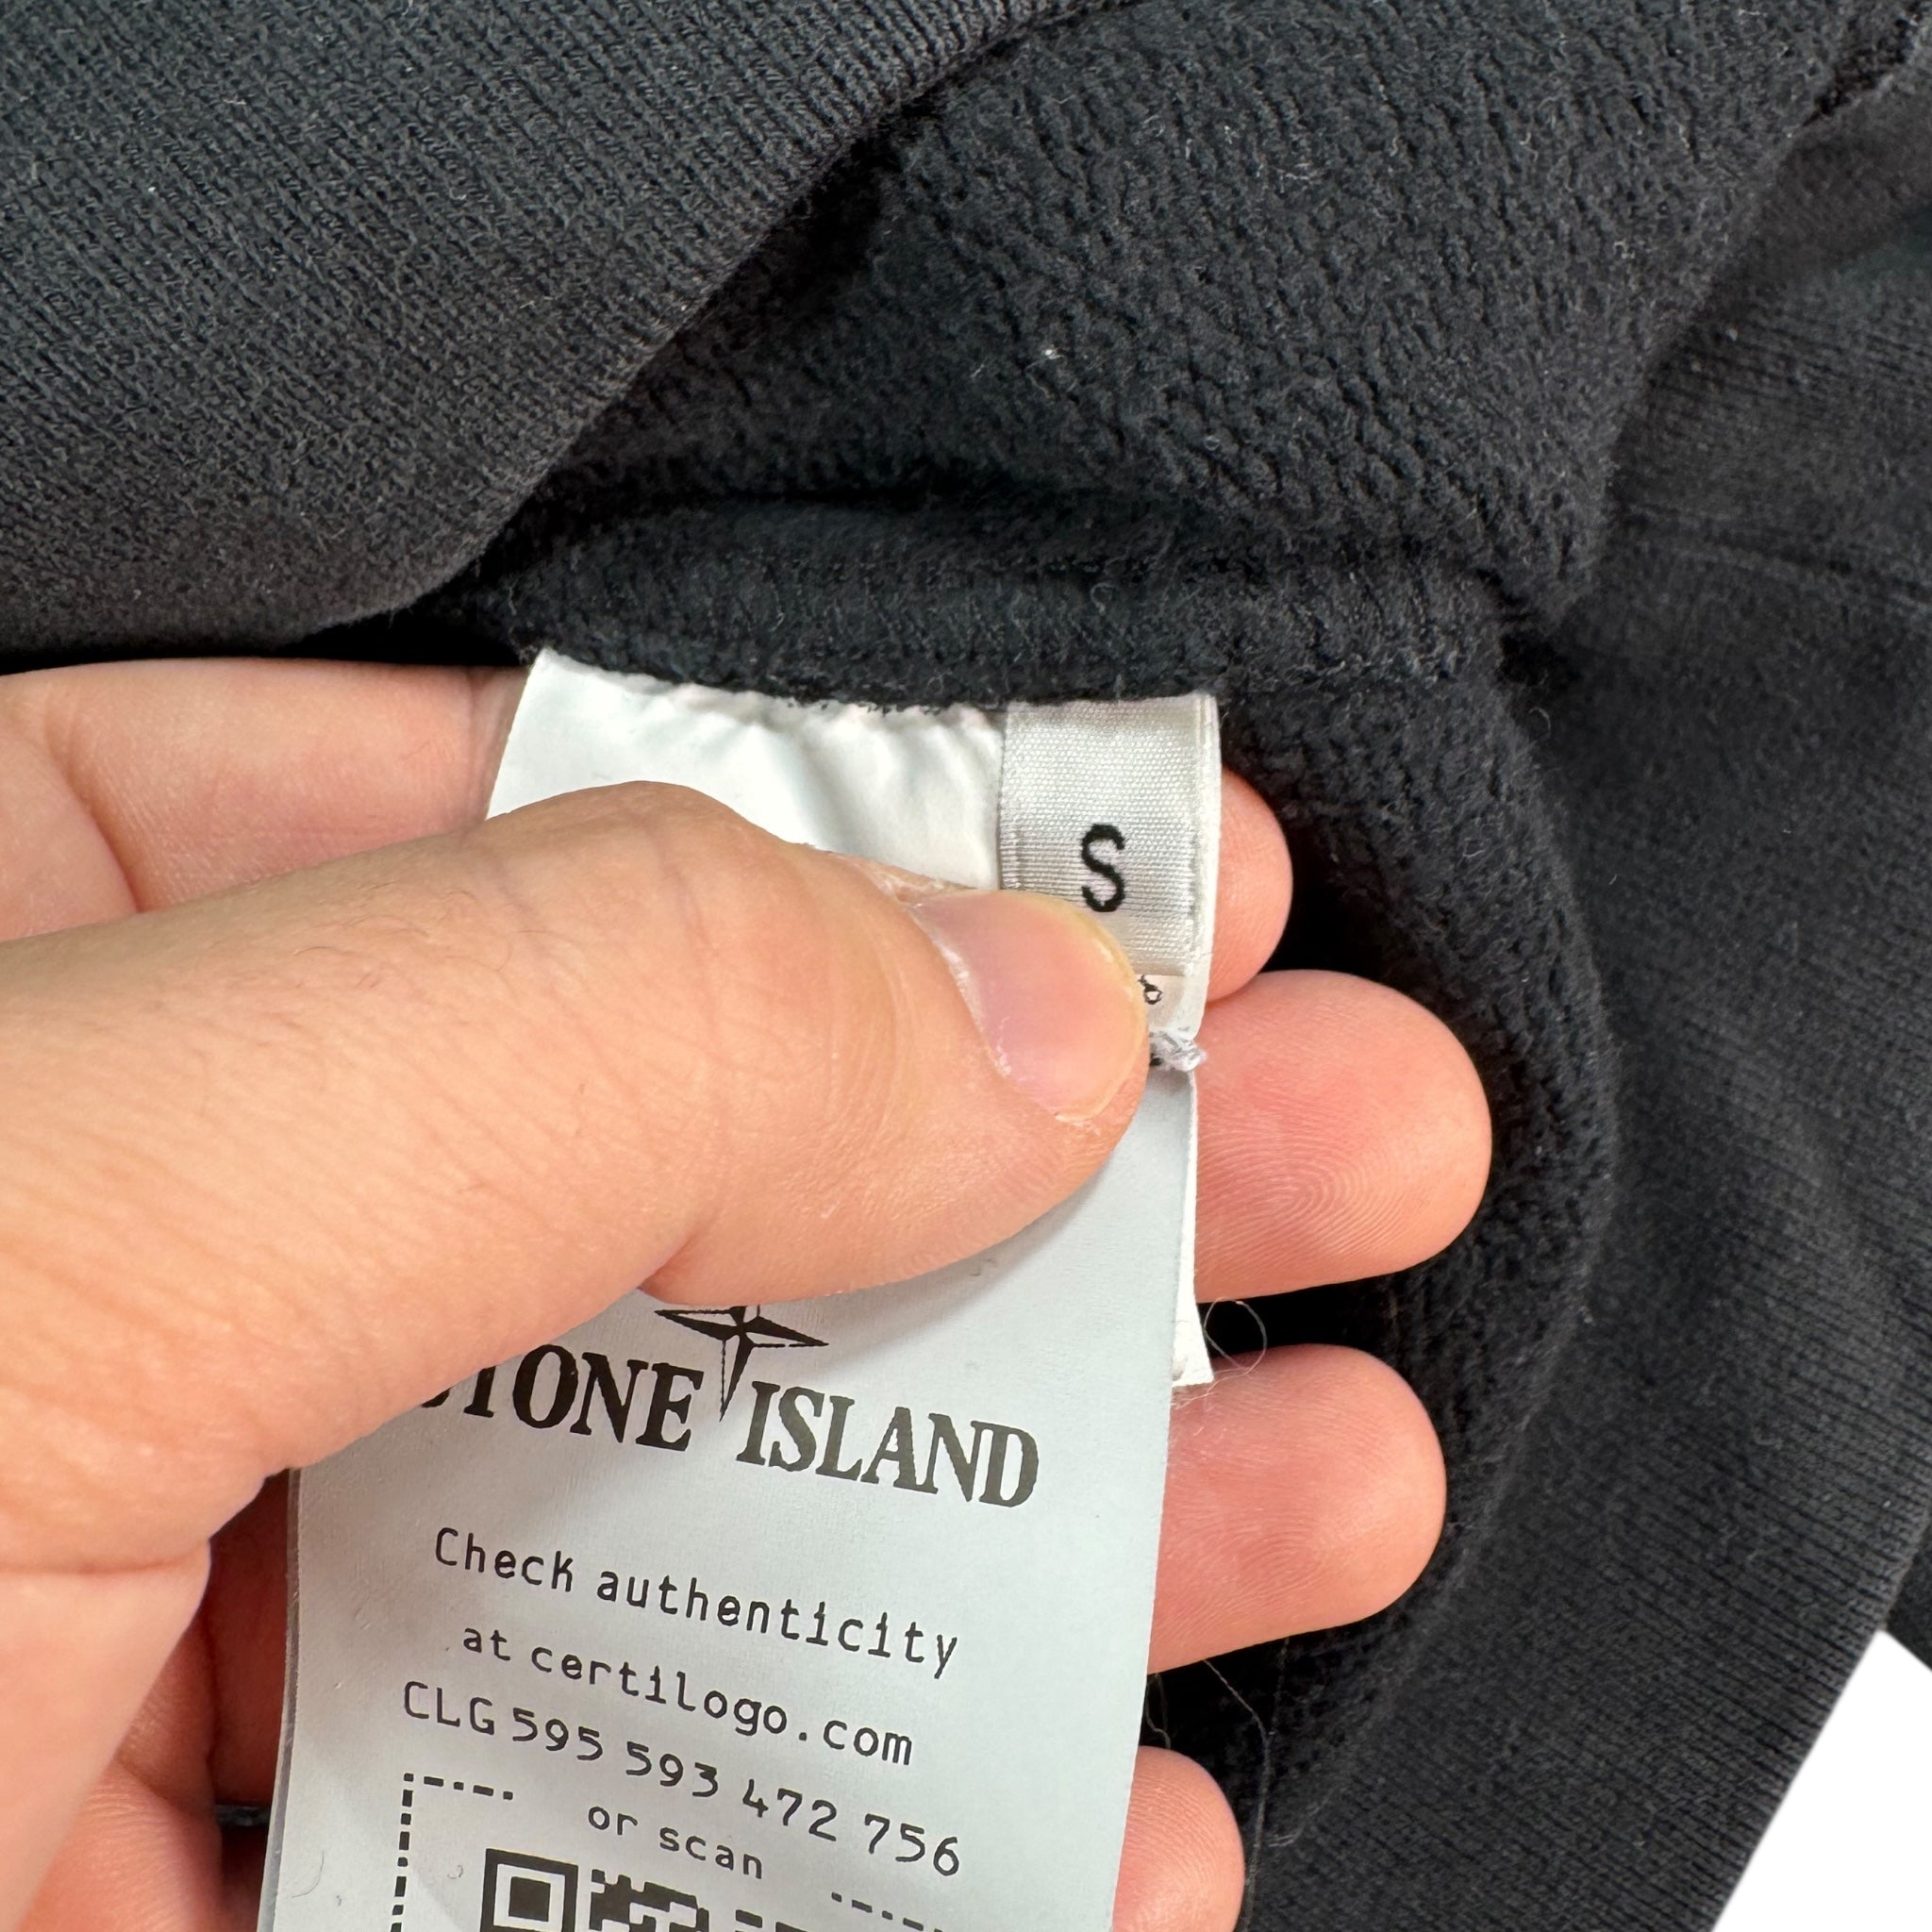 S
STONE ISLAND
Check authenticity
at certilogo.com
CLG 595 593 472 756
or scan